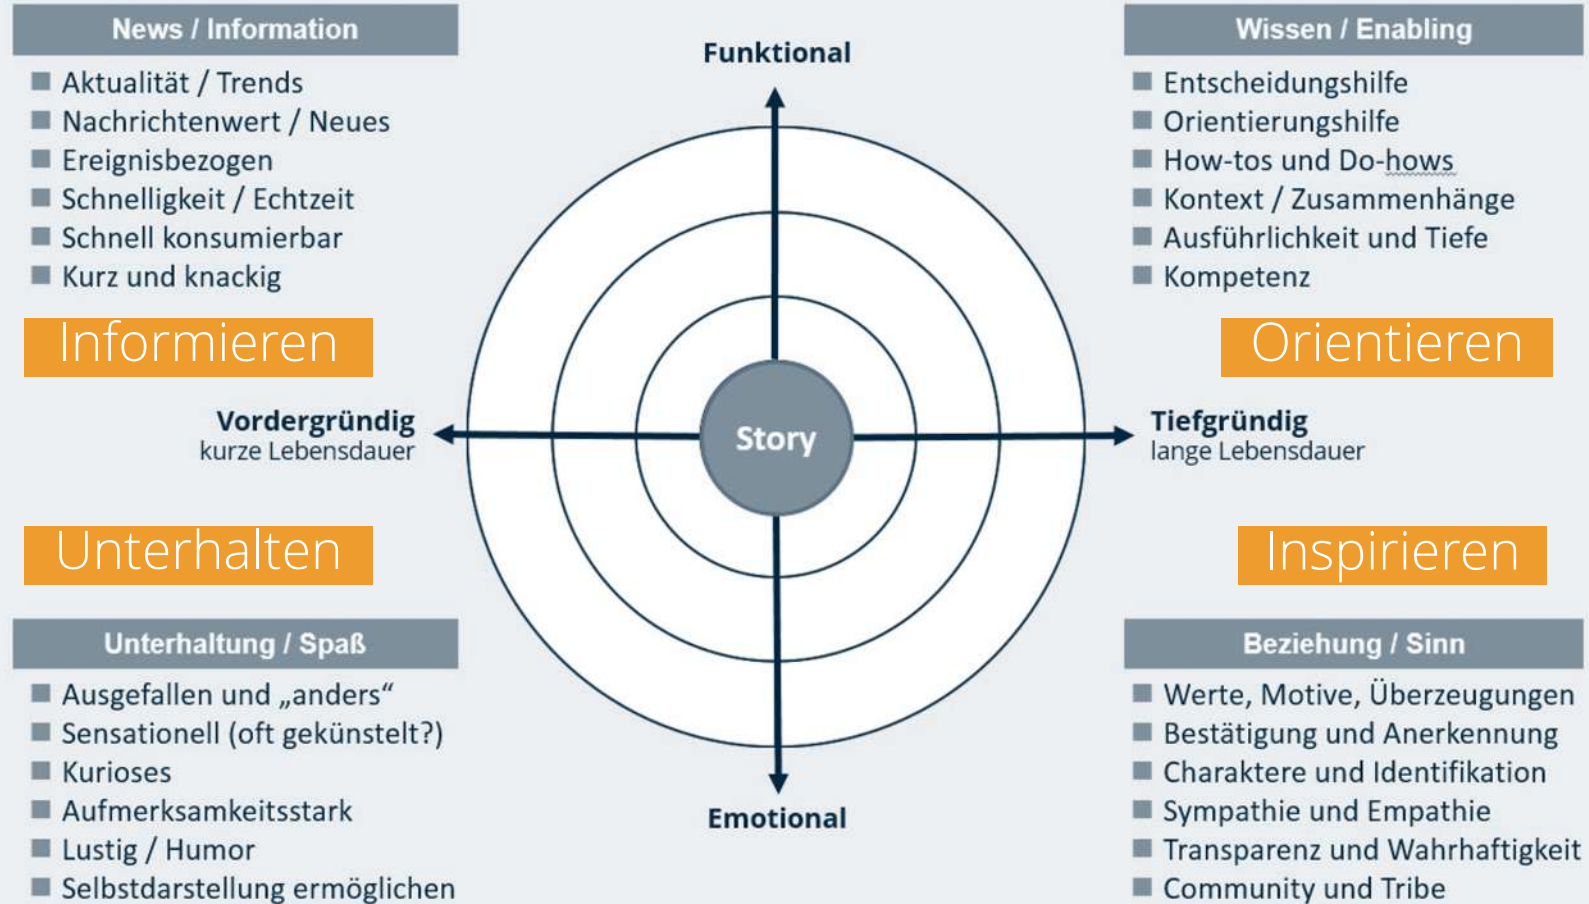 News / Information
Aktualität / Trends
Nachrichtenwert / Neues
Ereignisbezogen
Schnelligkeit / Echtzeit
Schnell konsumierbar
Kurz und knackig
Informieren
Funktional
Wissen / Enabling
Entscheidungshilfe
Orientierungshilfe
How-tos und Do-hows
Kontext / Zusammenhänge
Ausführlichkeit und Tiefe
Kompetenz
Orientieren
Vordergründig
kurze Lebensdauer
Story
Tiefgründig
lange Lebensdauer
Unterhalten
Unterhaltung / Spaß
Ausgefallen und „anders“
Sensationell (oft gekünstelt?)
Kurioses
Aufmerksamkeitsstark
Lustig / Humor
Selbstdarstellung ermöglichen
Emotional
Inspirieren
Beziehung / Sinn
Werte, Motive, Überzeugungen
Bestätigung und Anerkennung
Charaktere und Identifikation
Sympathie und Empathie
Transparenz und Wahrhaftigkeit
Community und Tribe